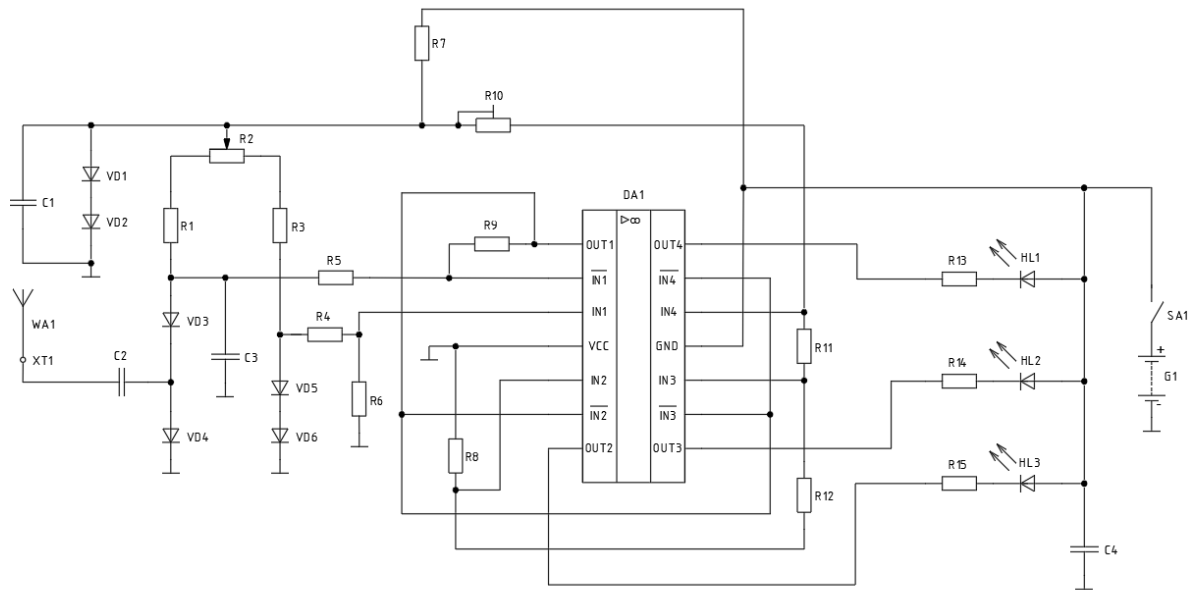 R7
R10
R2
C1
VD1
VD2
R1
R3
DA1
▷∞
R9
OUT1
OUT4
R5
IN1
IN4
R13
HL1
WA1
XT1
VD3
R4
IN1
IN4
SA1
C2
C3
VCC
GND
R11
+
G1
-
VD5
R6
IN2
IN3
R14
HL2
VD4
VD6
IN2
IN3
R8
OUT2
OUT3
R15
HL3
R12
C4